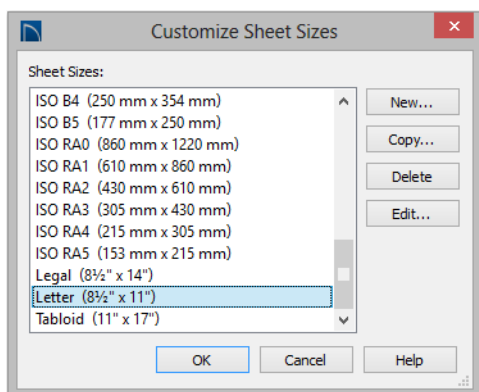 Customize Sheet Sizes
Sheet Sizes:
ISO B4 (250 mm x 354 mm)
ISO B5 (177 mm x 250 mm)
ISO RA0 (860 mm x 1220 mm)
ISO RA1 (610 mm x 860 mm)
ISO RA2 (430 mm x 610 mm)
ISO RA3 (305 mm x 430 mm)
ISO RA4 (215 mm x 305 mm)
ISO RA5 (153 mm x 215 mm)
Legal (8½" x 14")
Letter (8½" x 11")
Tabloid (11" x 17")
New...
Copy...
Delete
Edit...
OK Cancel Help